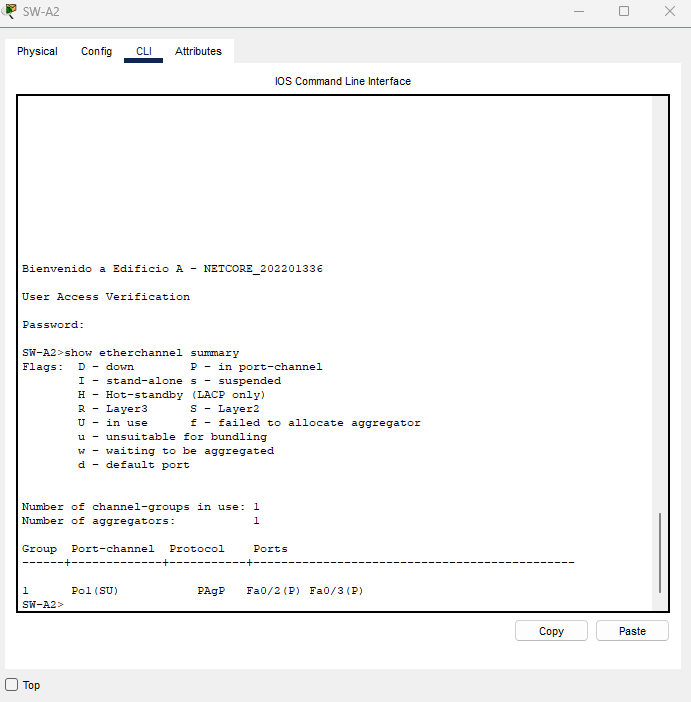 SW-A2
Physical Config CLI Attributes
IOS Command Line Interface
Bienvenido a Edificio A - NETCORE_202201336
User Access Verification
Password:
SW-A2>show etherchannel summary
Flags:  D - down        P - in port-channel
        I - stand-alone s - suspended
        H - Hot-standby (LACP only)
        R - Layer3      S - Layer2
        U - in use      f - failed to allocate aggregator
        u - unsuitable for bundling
        w - waiting to be aggregated
        d - default port
Number of channel-groups in use: 1
Number of aggregators:           1
Group  Port-channel  Protocol    Ports
------+-------------+-----------+----------------------------------------------
1      Po1(SU)           PAgP   Fa0/2(P) Fa0/3(P)
SW-A2>
Copy Paste
Top